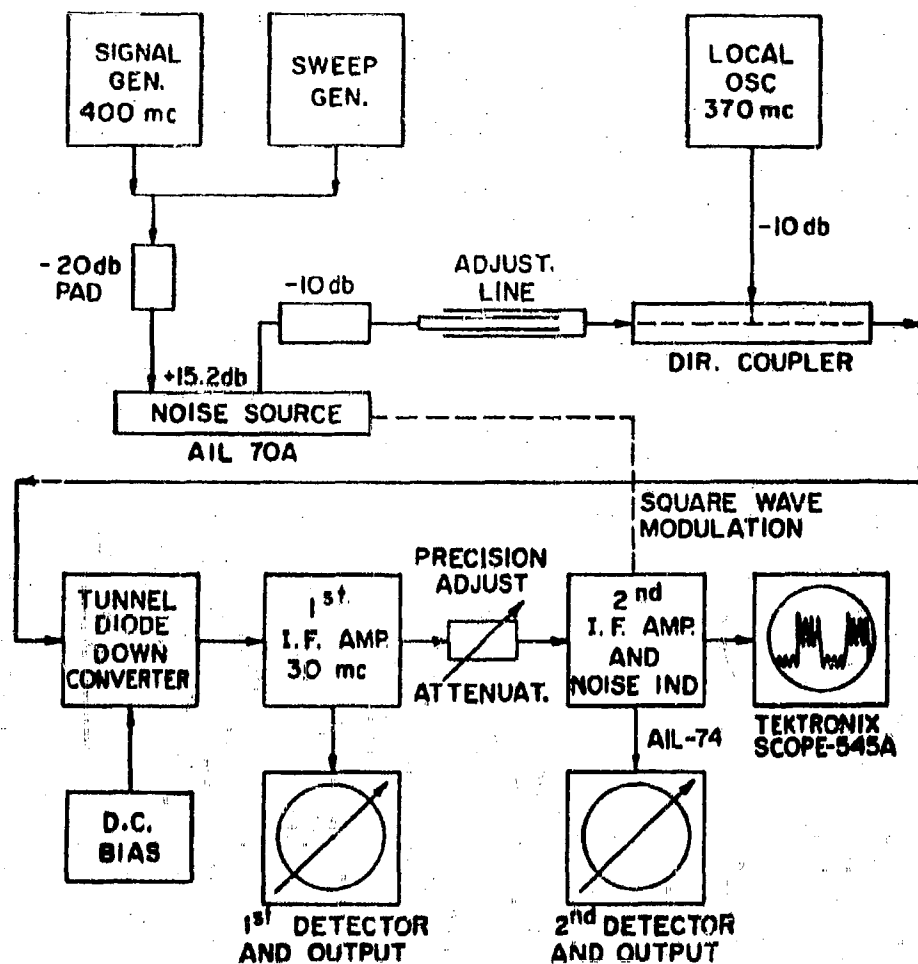 SIGNAL
GEN.
400 mc
SWEEP
GEN.
LOCAL
OSC
370 mc
-10 db
-20db
PAD
-10 db
ADJUST.
LINE
DIR. COUPLER
+15.2db
NOISE SOURCE
AIL 70A
SQUARE WAVE
MODULATION
TUNNEL
DIODE
DOWN
CONVERTER
1st
I.F. AMP.
30 mc
PRECISION
ADJUST
ATTENUAT.
2nd
I.F. AMP.
AND
NOISE IND
TEKTRONIX
SCOPE-545A
AIL-74
D.C.
BIAS
1st DETECTOR
AND OUTPUT
2nd DETECTOR
AND OUTPUT